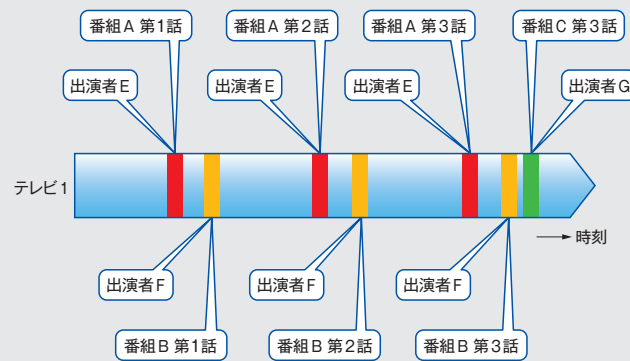 番組A 第1話
番組A 第2話
番組A 第3話
番組C 第3話
出演者E
出演者E
出演者E
出演者G
テレビ1
時刻
出演者F
出演者F
出演者F
番組B 第1話
番組B 第2話
番組B 第3話